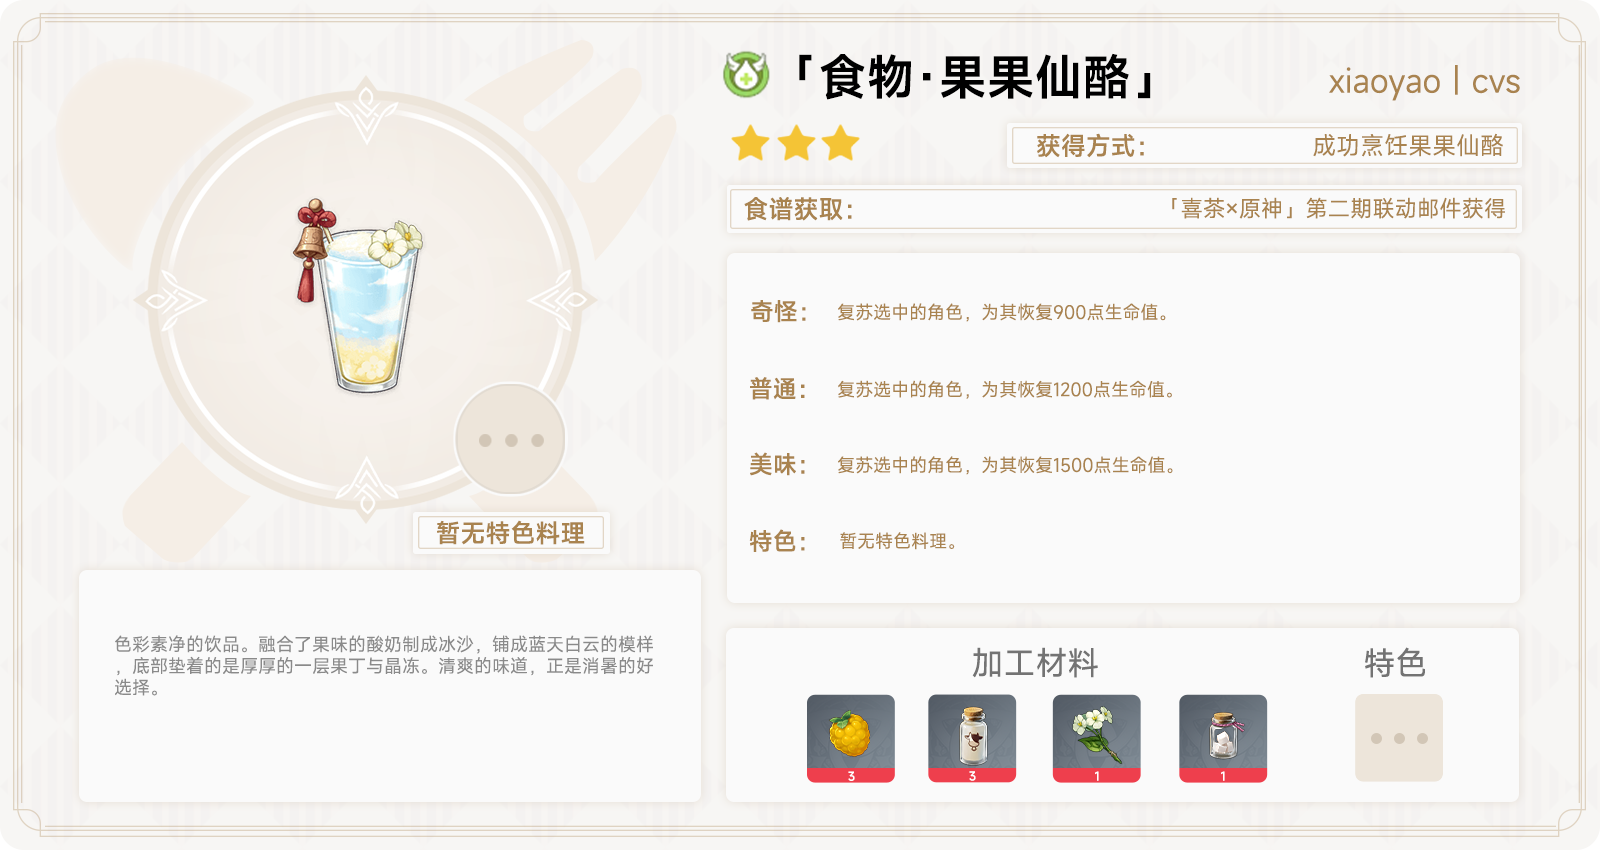 「食物·果果仙酪」
xiaoyao | cvs
获得方式： 成功烹饪果果仙酪
食谱获取： 「喜茶×原神」第二期联动邮件获得
奇怪： 复苏选中的角色，为其恢复900点生命值。
普通： 复苏选中的角色，为其恢复1200点生命值。
美味： 复苏选中的角色，为其恢复1500点生命值。
特色： 暂无特色料理。
暂无特色料理
色彩素净的饮品。融合了果味的酸奶制成冰沙，铺成蓝天白云的模样
，底部垫着的是厚厚的一层果丁与晶冻。清爽的味道，正是消暑的好
选择。
加工材料 特色
3 3 1 1